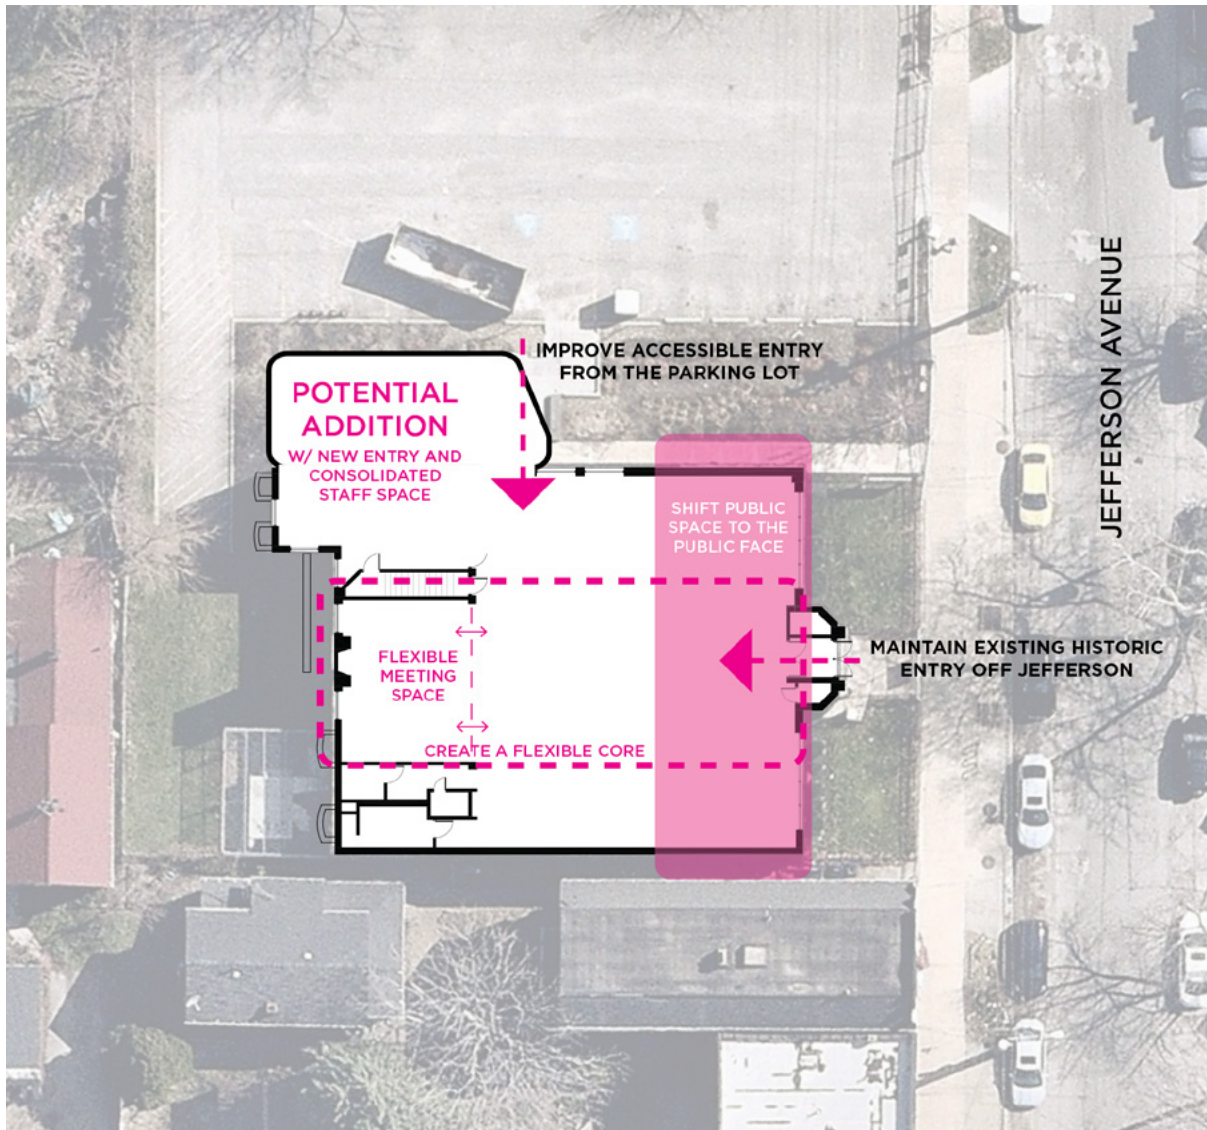 JEFFERSON AVENUE
IMPROVE ACCESSIBLE ENTRY
FROM THE PARKING LOT
POTENTIAL
ADDITION
W/ NEW ENTRY AND
CONSOLIDATED
STAFF SPACE
SHIFT PUBLIC
SPACE TO THE
PUBLIC FACE
FLEXIBLE
MEETING
SPACE
MAINTAIN EXISTING HISTORIC
ENTRY OFF JEFFERSON
CREATE A FLEXIBLE CORE